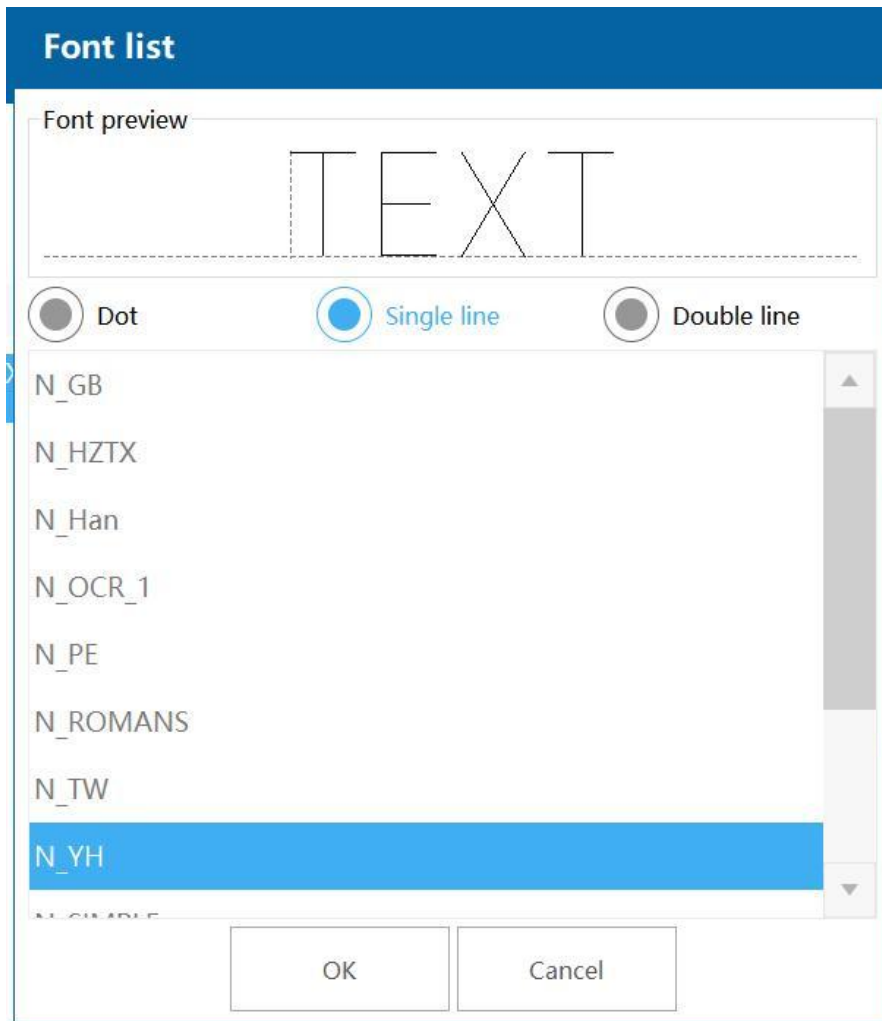 Font list
Font preview
TEXT
Dot Single line Double line
N_GB
N_HZTX
N_Han
N_OCR_1
N_PE
N_ROMANS
N_TW
N_YH
N_SIMPLE
OK Cancel